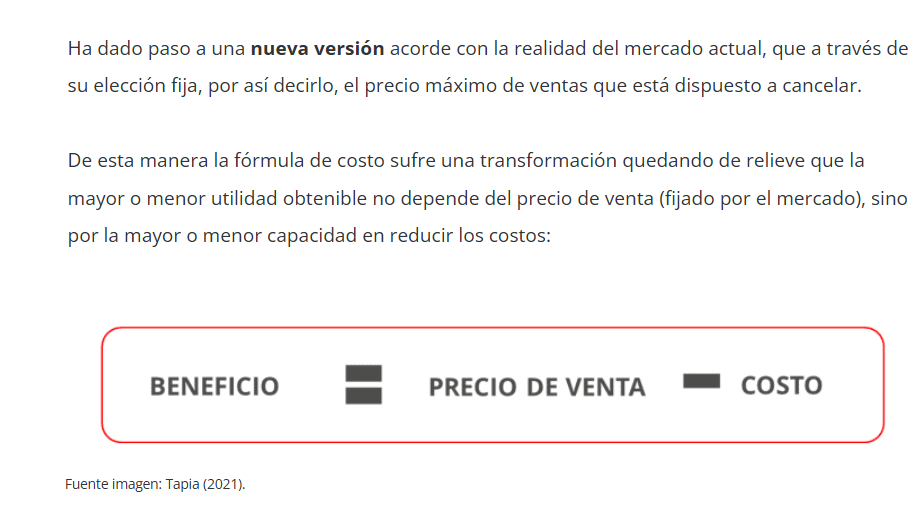 Ha dado paso a una nueva versión acorde con la realidad del mercado actual, que a través de
su elección fija, por así decirlo, el precio máximo de ventas que está dispuesto a cancelar.
De esta manera la fórmula de costo sufre una transformación quedando de relieve que la
mayor o menor utilidad obtenible no depende del precio de venta (fijado por el mercado), sino
por la mayor o menor capacidad en reducir los costos:
BENEFICIO = PRECIO DE VENTA - COSTO
Fuente imagen: Tapia (2021).